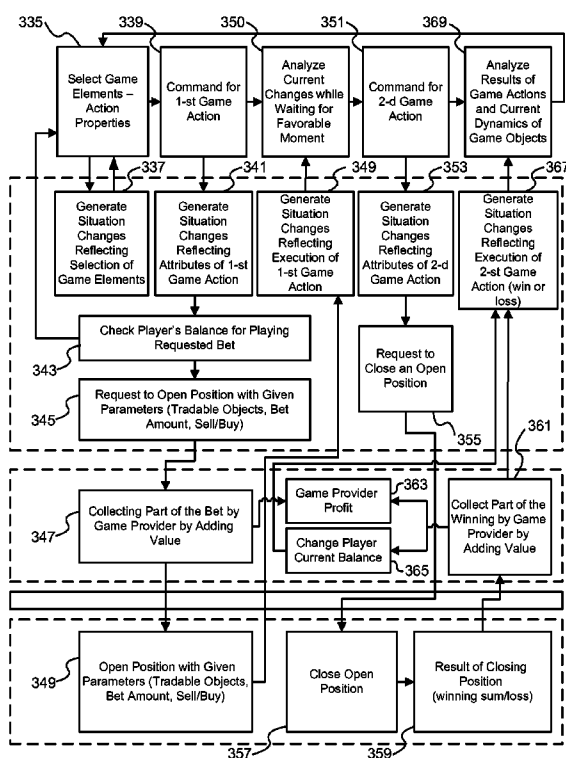 335
339
350
351
369
Select Game
Elements –
Action
Properties
Command for
1-st Game
Action
Analyze
Current
Changes while
Waiting for
Favorable
Moment
Command for
2-d Game
Action
Analyze
Results of
Game Actions
and Current
Dynamics of
Game Objects
337
341
349
353
367
Generate
Situation
Changes
Reflecting
Selection of
Game Elements
Generate
Situation
Changes
Reflecting
Attributes of 1-st
Game Action
Generate
Situation
Changes
Reflecting
Execution of
1-st Game
Action
Generate
Situation
Changes
Reflecting
Attributes of 2-d
Game Action
Generate
Situation
Changes
Reflecting
Execution of
2-st Game
Action (win or
loss)
Check Player's Balance for Playing
Requested Bet
343
Request to
Close an Open
Position
345
Request to Open Position with Given
Parameters (Tradable Objects, Bet
Amount, Sell/Buy)
355
361
347
Collecting Part of the Bet by
Game Provider by Adding
Value
Game Provider
Profit
363
Change Player
Current Balance
365
Collect Part of the
Winning by Game
Provider by
Adding Value
349
Open Position with Given
Parameters (Tradable Objects,
Bet Amount, Sell/Buy)
Close Open
Position
Result of Closing
Position
(winning sum/loss)
357
359